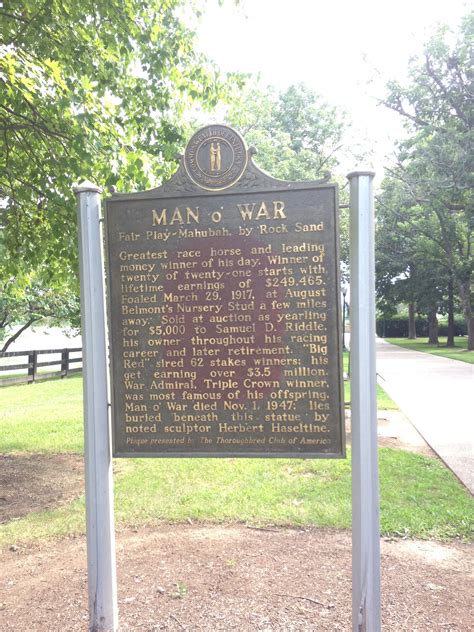 MAN o' WAR
Fair Play-Mahubah, by Rock Sand
Greatest race horse and leading
money winner of his day. Winner of
twenty of twenty-one starts with
lifetime earnings of $249,465.
Foaled March 29, 1917, at August
Belmont's Nursery Stud a few miles
away; Sold at auction as yearling
for $5,000 to Samuel D. Riddle,
his owner throughout his racing
career and later retirement. "Big
Red" sired 62 stakes winners; his
get earning over $3.5 million.
War Admiral, Triple Crown winner,
was most famous of his offspring.
Man o' War died Nov. 1, 1947; lies
buried beneath this statue by
noted sculptor Herbert Haseltine.
Plaque presented by The Thoroughbred Club of America